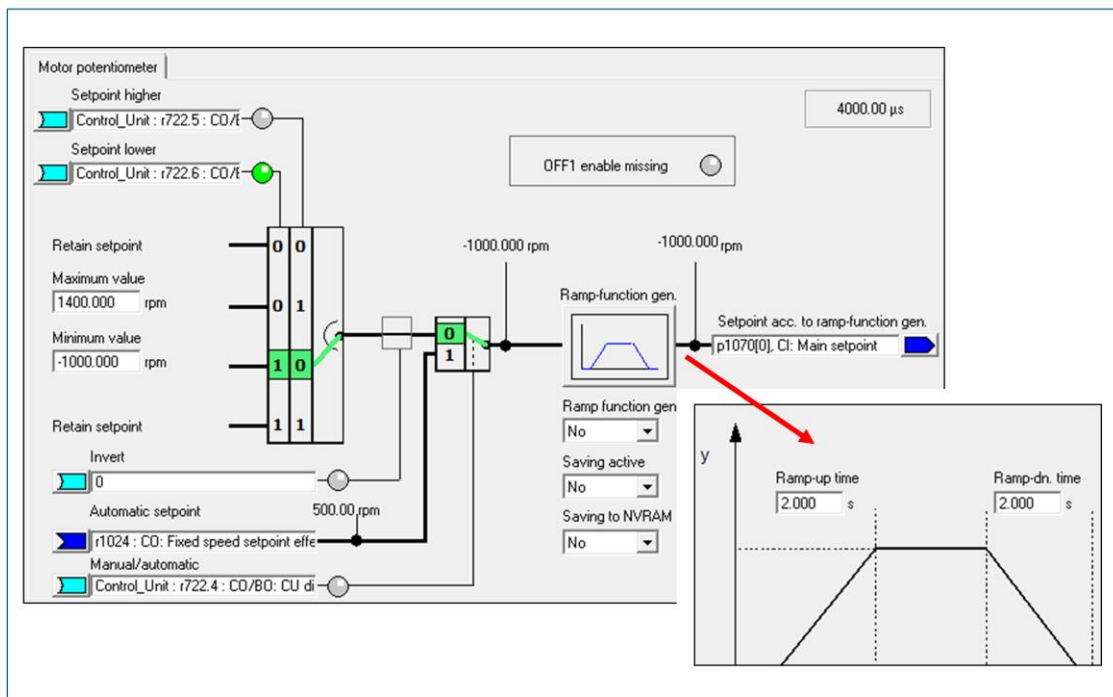 Motor potentiometer
Setpoint higher
Control_Unit : r722.5 : CO/B
4000.00 µs
Setpoint lower
Control_Unit : r722.6 : CO/B
OFF1 enable missing
Retain setpoint
0 0
-1000.000 rpm
-1000.000 rpm
Maximum value
1400.000 rpm
0 1
Ramp-function gen.
Minimum value
-1000.000 rpm
1 0
0
1
Setpoint acc. to ramp-function gen.
p1070[0], CI: Main setpoint
Retain setpoint
1 1
Ramp function gen
No
Invert
0
Saving active
No
Automatic setpoint
500.00 rpm
r1024 : CO: Fixed speed setpoint effe
Saving to NVRAM
No
Manual/automatic
Control_Unit : r722.4 : CO/BO: CU di
y
Ramp-up time
2.000 s
Ramp-dn. time
2.000 s